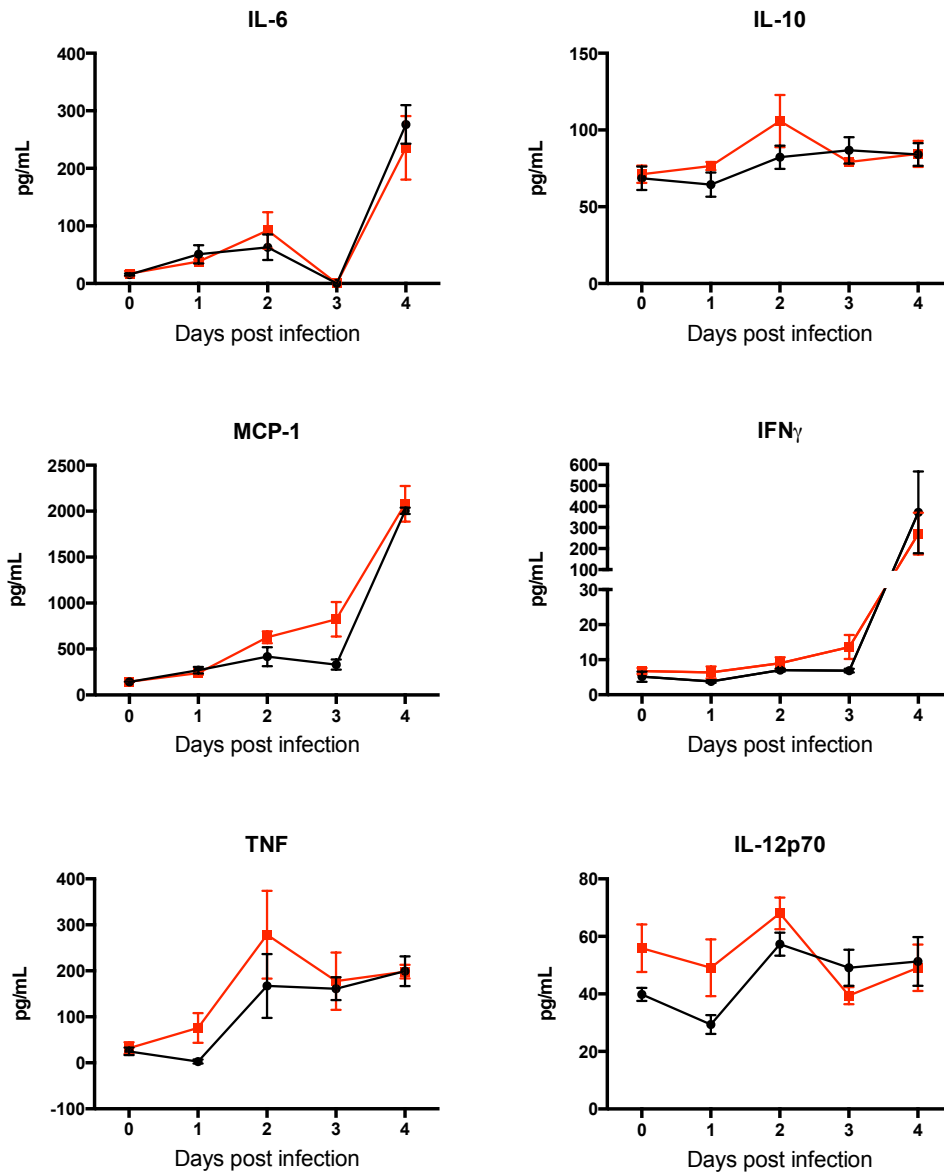 IL-6
400
300
200
100
0
pg/mL
0 1 2 3 4
Days post infection
IL-10
150
100
50
0
pg/mL
0 1 2 3 4
Days post infection
MCP-1
2500
2000
1500
1000
500
0
pg/mL
0 1 2 3 4
Days post infection
IFNγ
600
500
400
300
200
100
30
20
10
0
pg/mL
0 1 2 3 4
Days post infection
TNF
400
300
200
100
0
-100
pg/mL
0 1 2 3 4
Days post infection
IL-12p70
80
60
40
20
0
pg/mL
0 1 2 3 4
Days post infection